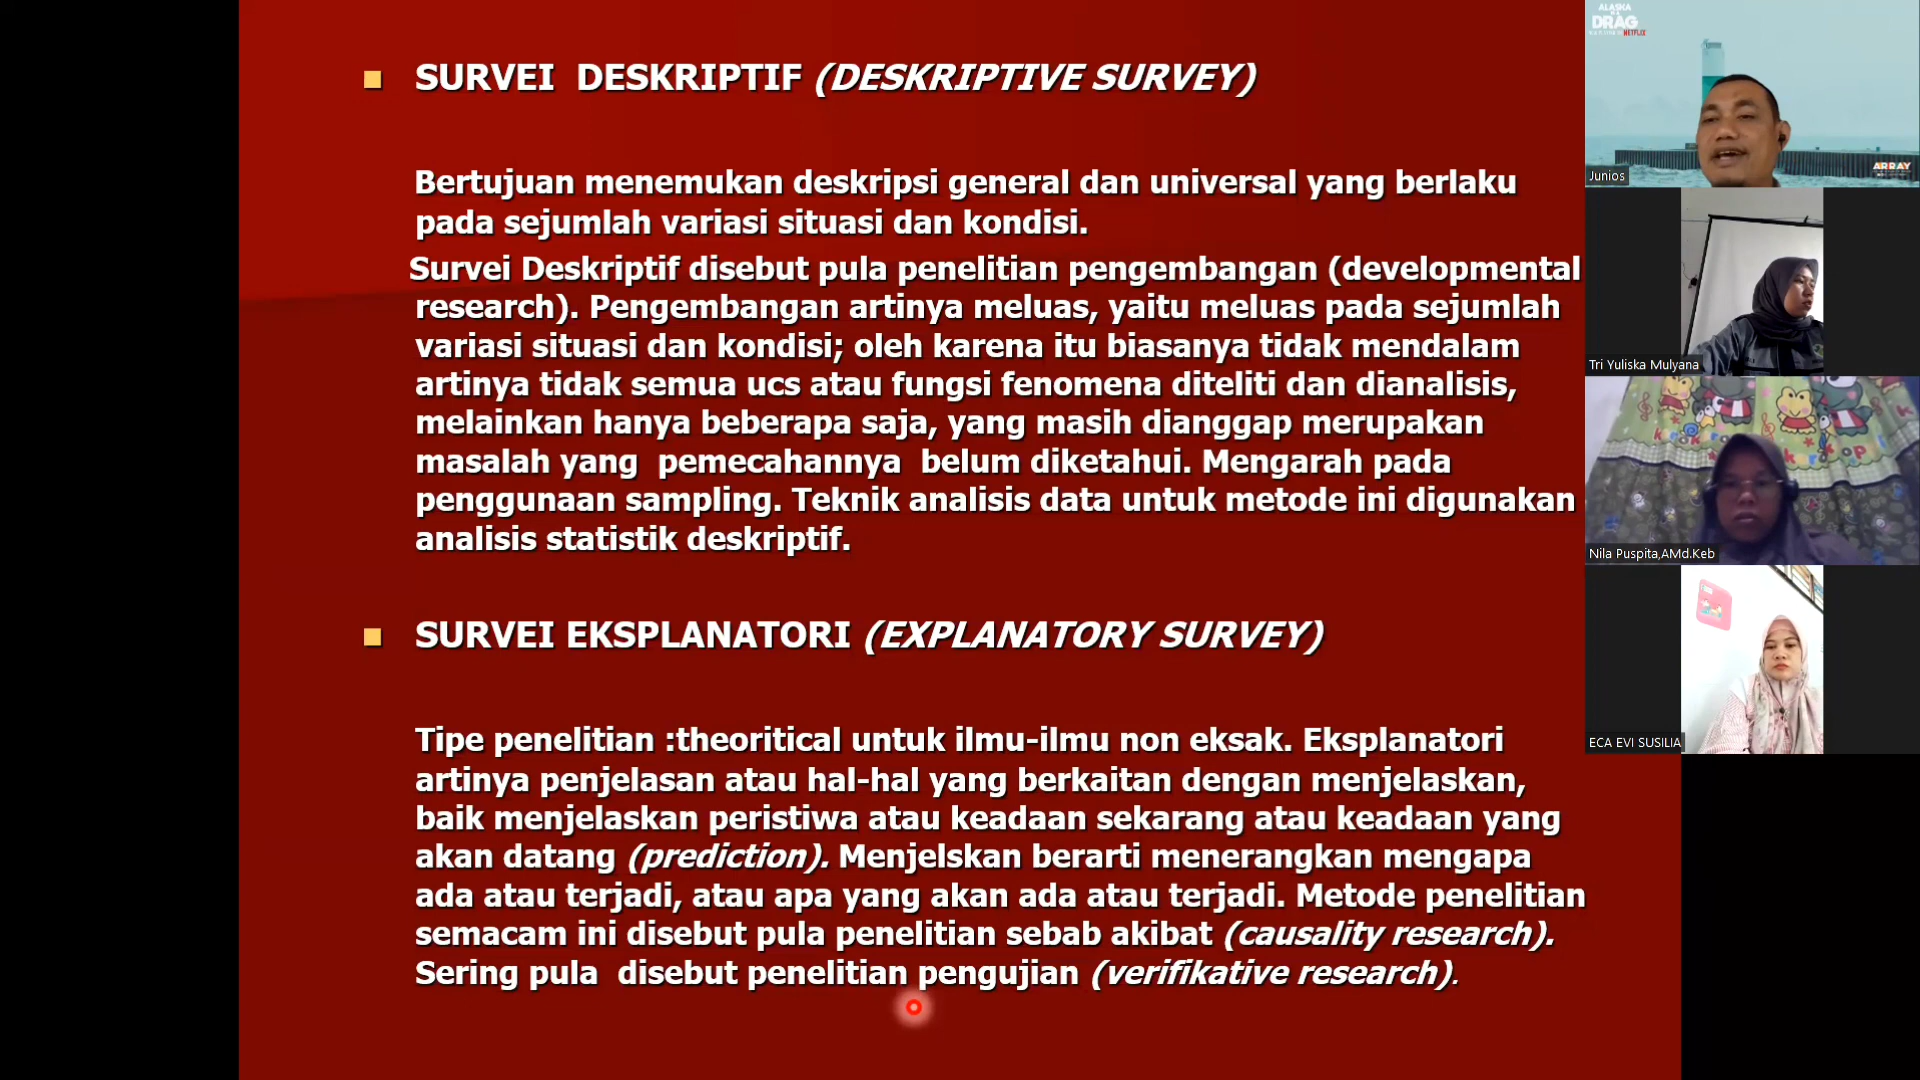 SURVEI DESKRIPTIF (DESKRIPTIVE SURVEY)
Bertujuan menemukan deskripsi general dan universal yang berlaku
pada sejumlah variasi situasi dan kondisi.
Survei Deskriptif disebut pula penelitian pengembangan (developmental
research). Pengembangan artinya meluas, yaitu meluas pada sejumlah
variasi situasi dan kondisi; oleh karena itu biasanya tidak mendalam
artinya tidak semua ucs atau fungsi fenomena diteliti dan dianalisis,
melainkan hanya beberapa saja, yang masih dianggap merupakan
masalah yang pemecahannya belum diketahui. Mengarah pada
penggunaan sampling. Teknik analisis data untuk metode ini digunakan
analisis statistik deskriptif.
SURVEI EKSPLANATORI (EXPLANATORY SURVEY)
Tipe penelitian :theoritical untuk ilmu-ilmu non eksak. Eksplanatori
artinya penjelasan atau hal-hal yang berkaitan dengan menjelaskan,
baik menjelaskan peristiwa atau keadaan sekarang atau keadaan yang
akan datang (prediction). Menjelskan berarti menerangkan mengapa
ada atau terjadi, atau apa yang akan ada atau terjadi. Metode penelitian
semacam ini disebut pula penelitian sebab akibat (causality research).
Sering pula disebut penelitian pengujian (verifikative research).
ALASKA
DRAG
NETFLIX
ARRAY
Junios
Tri Yuliska Mulyana
Nila Puspita,AMd.Keb
ECA EVI SUSILIA